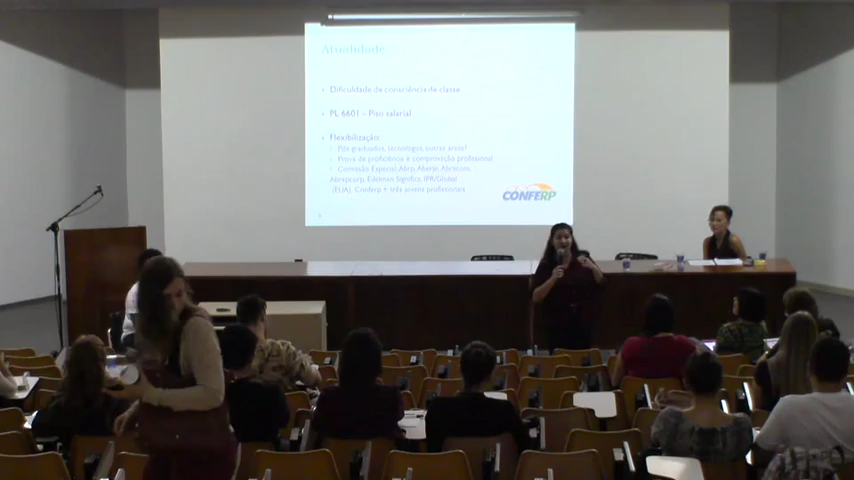 Atualidade
Dificuldade de consciência de classe
PL 6601 – Piso salarial
Flexibilização:
Pós graduados, tecnólogos, outras áreas?
Prova de proficiência e comprovação profissional
Comissão Especial: Abrp, Aberje, Abracom,
Abrapcorp, Edelman Significa, IPR/Global
(EUA), Conferp + três avens profissionais
CONFERP